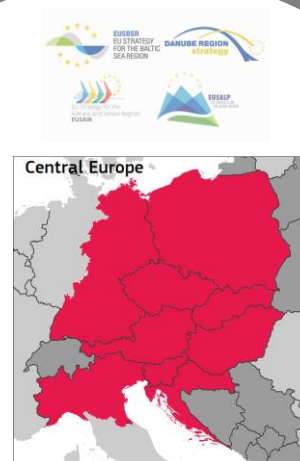 EUSBSR
EU STRATEGY
FOR THE BALTIC
SEA REGION
DANUBE REGION
strategy
EU Strategy for the
Adriatic and Ionian Region
EUSAIR
EUSALP
Central Europe